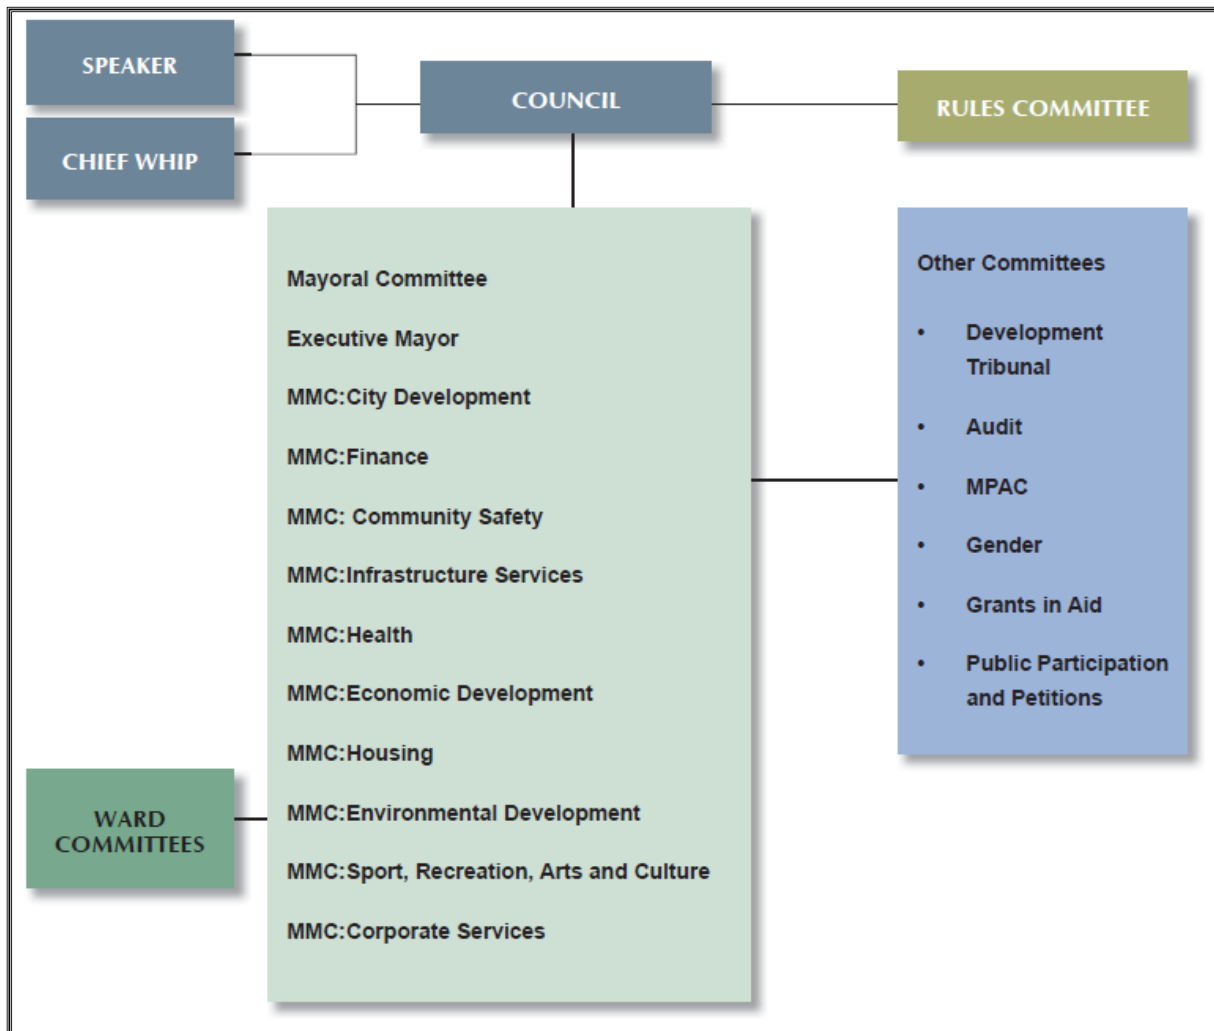 SPEAKER
CHIEF WHIP
COUNCIL
RULES COMMITTEE
Mayoral Committee
Executive Mayor
MMC:City Development
MMC:Finance
MMC: Community Safety
MMC:Infrastructure Services
MMC:Health
MMC:Economic Development
MMC:Housing
MMC:Environmental Development
MMC:Sport, Recreation, Arts and Culture
MMC:Corporate Services
Other Committees
• Development
Tribunal
• Audit
• MPAC
• Gender
• Grants in Aid
• Public Participation
and Petitions
WARD
COMMITTEES